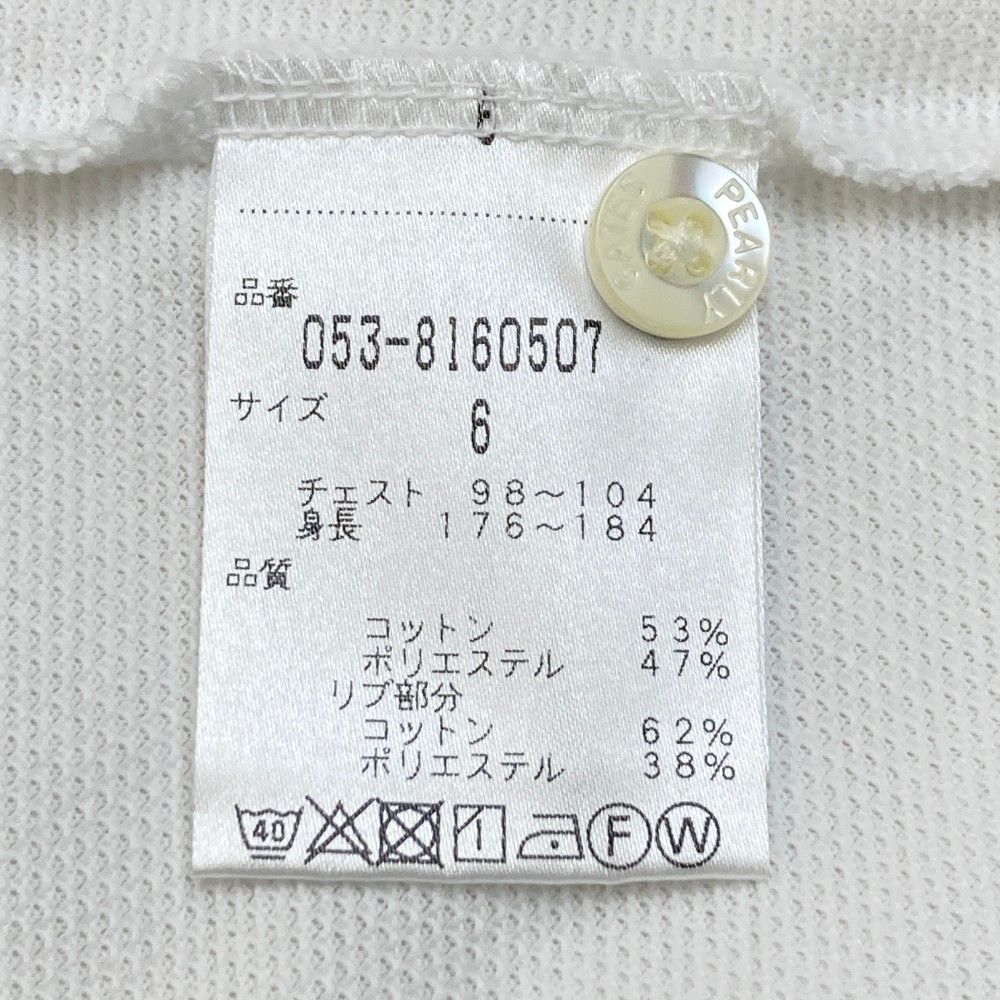 PEARLY GATES
品番
053-8160507
サイズ 6
チェスト 98~104
身長 176~184
品質
コットン 53%
ポリエステル 47%
リブ部分
コットン 62%
ポリエステル 38%
40 F W